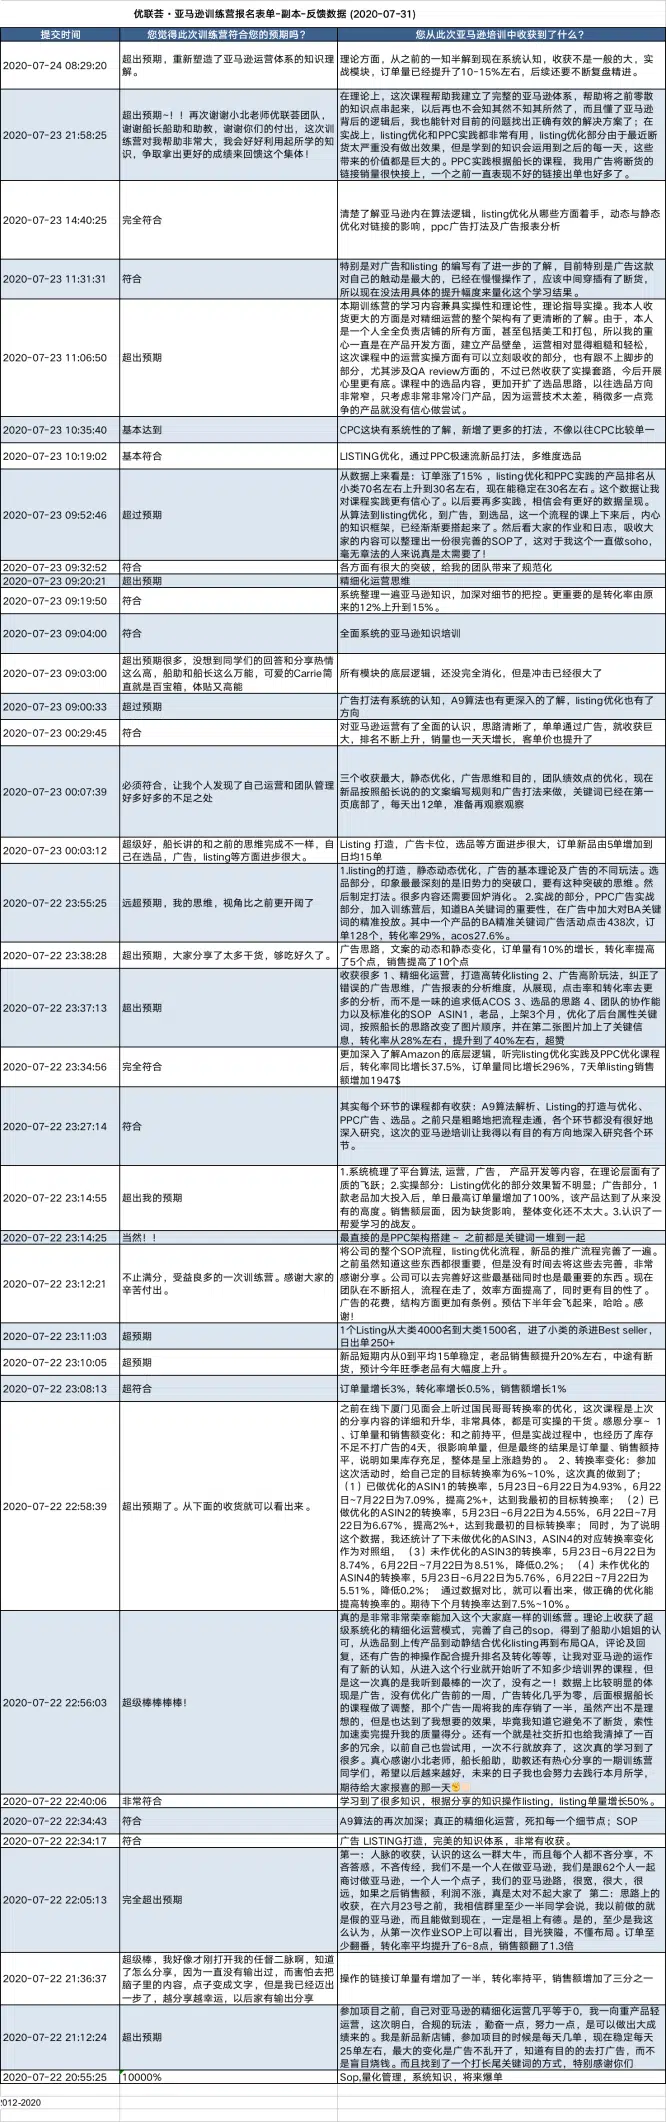 优联荟·亚马逊训练营报名表单-副本-反馈数据 (2020-07-31)
提交时间
您觉得此次训练营符合您的预期吗？
您从此次亚马逊培训中收获到了什么？
2020-07-24 08:29:20
超出预期，重新塑造了亚马逊运营体系的知识理
解。
理论方面，从之前的一知半解到现在系统认知，收获不是一般的大，实
战模块，订单量已经提升了10-15%左右，后续还要不断复盘精进。
2020-07-23 21:58:25
超出预期~！！再次谢谢小北老师优联荟团队，
谢谢船长船助和助教，谢谢你们的付出，这次训
练营对我帮助非常大，我会好好利用起所学的知
识，争取拿出更好的成绩来回馈这个集体！
在理论上，这次课程帮助我建立了完整的亚马逊体系，帮助将之前零散
的知识点串起来，以后再也不会知其然不知其所然了，而且懂了亚马逊
背后的逻辑后，我也能针对目前的问题找出正确有效的解决方案了；在
实战上，listing优化和PPC实践都非常有用，listing优化部分由于最近断
货太严重没有做出效果，但是学到的知识会运用到之后的每一天，这些
带来的价值都是巨大的。PPC实践根据船长的课程，我用广告将断货的
链接销量很快接上，一个之前一直表现不好的链接出单也好多了。
2020-07-23 14:40:25
完全符合
清楚了解亚马逊内在算法逻辑，listing优化从哪些方面着手，动态与静态
优化对链接的影响，ppc广告打法及广告报表分析
2020-07-23 11:31:31
符合
特别是对广告和listing 的编写有了进一步的了解，目前特别是广告这款
对自己的触动是最大的，已经在慢慢操作了，应该中间穿插有了断货，
所以现在没法用具体的提升幅度来量化这个学习结果。
2020-07-23 11:06:50
超出预期
本期训练营的学习内容兼具实操性和理论性，理论指导实操。我本人收
货更大的方面是对精细运营的整个架构有了更清晰的了解。由于，本人
是一个人全全负责店铺的所有方面，甚至包括美工和打包，所以我的重
心一直是在产品开发方面，建立产品壁垒，运营相对显得粗糙和轻松，
这次课程中的运营实操方面有可以立刻吸收的部分，也有跟不上脚步的
部分，尤其涉及QA review方面的，不过已然收获了实操套路，今后开展
心里更有底。课程中的选品内容，更加开扩了选品思路，以往选品方向
非常窄，只考虑非常非常冷门产品，因为运营技术太差，稍微多一点竞
争的产品就没有信心做尝试。
2020-07-23 10:35:40
基本达到
CPC这块有系统性的了解，新增了更多的打法，不像以往CPC比较单一
2020-07-23 10:19:02
基本符合
LISTING优化，通过PPC极速流新品打法，多维度选品
2020-07-23 09:52:46
超过预期
从数据上来看是：订单涨了15% ，listing优化和PPC实践的产品排名从
小类70名左右上升到30名左右，现在能稳定在30名左右。这个数据让我
对课程实践更有信心了。以后要再多实践，相信会有更好的数据呈现。
从算法到listing优化，到广告，到选品，这一个流程的课上下来后，内心
的知识框架，已经渐渐要搭起来了。然后看大家的作业和日志，吸收大
家的内容可以整理出一份很完善的SOP了，这对于我这个一直做soho，
毫无章法的人来说真是太需要了！
2020-07-23 09:32:52
符合
各方面有很大的突破，给我的团队带来了规范化
2020-07-23 09:20:21
超出预期
精细化运营思维
2020-07-23 09:19:50
符合
系统整理一遍亚马逊知识，加深对细节的把控。更重要的是转化率由原
来的12%上升到15%。
2020-07-23 09:04:00
符合
全面系统的亚马逊知识培训
2020-07-23 09:03:00
超出预期很多，没想到同学们的回答和分享热情
这么高，船助和船长这么万能，可爱的Carrie简
直就是百宝箱，体贴又高能
所有模块的底层逻辑，还没完全消化，但是冲击已经很大了
2020-07-23 09:00:33
超过预期
广告打法有系统的认知，A9算法也有更深入的了解，listing优化也有了
方向
2020-07-23 00:29:45
符合
对亚马逊运营有了全面的认识，思路清晰了，单单通过广告，就收获巨
大，排名不断上升，销量也一天天增长，客单价也提升了
2020-07-23 00:07:39
必须符合，让我个人发现了自己运营和团队管理
好多好多的不足之处
三个收获最大，静态优化，广告思维和目的，团队绩效点的优化，现在
新品按照船长说的的文案编写规则和广告打法来做，关键词已经在第一
页底部了，每天出12单，准备再观察观察
2020-07-23 00:03:12
超级好，船长讲的和之前的思维完成不一样，自
己在选品，广告，listing等方面进步很大。
Listing 打造，广告卡位，选品等方面进步很大，订单新品由5单增加到
日均15单
2020-07-22 23:55:25
远超预期，我的思维，视角比之前更开阔了
1.listing的打造，静态动态优化，广告的基本理论及广告的不同玩法。选
品部分，印象最最深刻的是旧势力的突破口，要有这种突破的思维。然
后制定打法。很多内容还需要回炉消化。 2.实战的部分，PPC广告实战
部分，加入训练营后，知道BA关键词的重要性，在广告中加大对BA关键
词的精准投放。其中一个产品的BA精准关键词广告活动点击438次，订
单128个，转化率29%，acos27.6%。
2020-07-22 23:38:28
超出预期，大家分享了太多干货，够吃好久了。
广告思路，文案的动态和静态变化，订单量有10%的增长，转化率提高
了5个点，销售提高了10个点
2020-07-22 23:37:13
超出预期
收获很多 1、精细化运营，打造高转化listing 2、广告高阶玩法，纠正了
错误的广告思维，广告报表的分析维度，从展现，点击率和转化率去更
多的分析，而不是一味的追求低ACOS 3、选品的思路 4、团队的协作能
力以及标准化的SOP ASIN1，老品，上架3个月，优化了后台属性关键
词，按照船长的思路改变了图片顺序，并在第二张图片加上了关键信
息，转化率从28%左右，提升到了40%左右，超赞
2020-07-22 23:34:56
完全符合
更加深入了解Amazon的底层逻辑，听完listing优化实践及PPC优化课程
后，转化率同比增长37.5%，订单量同比增长296%，7天单listing销售
额增加1947$
2020-07-22 23:27:14
符合
其实每个环节的课程都有收获：A9算法解析、Listing的打造与优化、
PPC广告、选品。之前只是粗略地把流程走通，各个环节都没有很好地
深入研究，这次的亚马逊培训让我得以有目的有方向地深入研究各个环
节。
2020-07-22 23:14:55
超出我的预期
1.系统梳理了平台算法, 运营，广告， 产品开发等内容，在理论层面有了
质的飞跃；2.实操部分：Listing优化的部分效果暂不明显；广告部分，1
款老品加大投入后，单日最高订单量增加了100%，该产品达到了从来没
有的高度。销售额层面，因为缺货影响，整体变化还不太大。3.认识了一
帮爱学习的战友。
2020-07-22 23:14:25
当然！！
最直接的是PPC架构搭建 ~ 之前都是关键词一堆到一起
2020-07-22 23:12:21
不止满分，受益良多的一次训练营。感谢大家的
辛苦付出。
将公司的整个SOP流程，listing优化流程，新品的推广流程完善了一遍。
之前虽然知道这些东西都很重要，但是没有时间去将这些去完善，非常
感谢分享。公司可以去完善好这些最基础同时也是最重要的东西。现在
团队在不断招人，流程在走了，效率方面提高了，同时更有目的性了。
广告的花费，结构方面更加有条例。预估下半年会飞起来，哈哈。感
谢！
2020-07-22 23:11:03
超预期
1个Listing从大类4000名到大类1500名，进了小类的杀进Best seller，
日出单250+
2020-07-22 23:10:05
超预期
新品短期内从0到平均15单稳定，老品销售额提升20%左右，中途有断
货，预计今年旺季老品有大幅度上升。
2020-07-22 23:08:13
超符合
订单量增长3%，转化率增长0.5%，销售额增长1%
2020-07-22 22:58:39
超出预期了。从下面的收货就可以看出来。
之前在线下厦门见面会上听过国民哥哥转换率的优化，这次课程是上次
的分享内容的详细和升华，非常具体，都是可实操的干货。感恩分享~ 1
、订单量和销售额变化：和之前持平，但是实战过程中，也经历了库存
不足不打广告的4天，很影响单量，但是最终的结果是订单量、销售额持
平，说明如果库存充足，整体是呈上涨趋势的。 2、转换率变化：参加
这次活动时，给自己定的目标转换率为6%~10%，这次真的做到了；
（1）已做优化的ASIN1的转换率，5月23日~6月22日为4.93%，6月22
日~7月22日为7.09%，提高2%+，达到我最初的目标转换率；（2）已
做优化的ASIN2的转换率，5月23日~6月22日为4.55%，6月22日~7月
22日为6.67%，提高2%+，达到我最初的目标转换率； 同时，为了说明
这个数据，我还统计了下未做优化的ASIN3，ASIN4的对应转换率变化
作为对照组，（3）未作优化的ASIN3的转换率，5月23日~6月22日为
8.74%，6月22日~7月22日为8.51%，降低0.2%；（4）未作优化的
ASIN4的转换率，5月23日~6月22日为5.76%，6月22日~7月22日为
5.51%，降低0.2%； 通过数据对比，就可以看出来，做正确的优化能
提高转换率的。期待下个月转换率达到7.5%~10%。
2020-07-22 22:56:03
超级棒棒棒棒！
真的是非常非常荣幸能加入这个大家庭一样的训练营。理论上收获了超
级系统化的精细化运营模式，完善了自己的sop，得到了船助小姐姐的认
可，从选品到上传产品到动静结合优化listing再到布局QA，评论及回
复，还有广告的神操作配合提升排名及转化等等，让我对亚马逊的运作
有了新的认知，从进入这个行业就开始听了不知多少培训界的课程，但
是这一次真的是我听到最棒的一次了，没有之一！数据上比较明显的体
现是广告，没有优化广告前的一周，广告转化几乎为零，后面根据船长
的课程做了调整，那个广告一周将我的库存销了一半，虽然产出不是理
想的，但是也达到了我想要的效果，毕竟我知道它避免不了断货，索性
加速卖完提升我的质量得分。还有一个就是社交折扣也给我清掉了一百
多的冗余，以前自己也尝试用，一次不行就放弃了，这次真的学习到了
很多。真心感谢小北老师，船长船助，助教还有热心分享的一期训练营
同学们，希望以后越来越好，未来的日子我也会努力去践行本月所学，
期待给大家报喜的那一天✊✊🏻
2020-07-22 22:40:06
非常符合
学习到了很多知识，根据分享的知识操作listing，listing单量增长50%。
2020-07-22 22:34:43
符合
A9算法的再次加深；真正的精细化运营，死扣每一个细节点；SOP
2020-07-22 22:34:17
符合
广告 LISTING打造，完美的知识体系，非常有收获。
2020-07-22 22:05:13
完全超出预期
第一：人脉的收获，认识的这么一群大牛，而且每个人都不吝分享，不
吝答感，不吝传经，我们不是一个人在做亚马逊，我们是跟62个人一起
商讨做亚马逊，一个人一个点子，我们的亚马逊路，很宽，很大，很
远，如果之后销售额，利润不涨，真是太对不起大家了 第二：思路上的
收获，在六月23号之前，我相信群里至少一半同学会说，我以前做的就
是假的亚马逊，而且能做到现在，一定是祖上有德。是的，至少是我这
么认为，从第一次作业SOP上可以看出，目光狭隘，不懂布局。订单至
少翻番，转化率平均提升了6-8点，销售额翻了1.3倍
2020-07-22 21:36:37
超级棒，我好像才刚打开我的任督二脉啊，知道
了怎么分享，因为一直没有输出过，而害怕去把
脑子里的内容，点子变成文字，但是我已经迈出
一步了，越分享越幸运，以后家有输出分享
操作的链接订单量有增加了一半，转化率持平，销售额增加了三分之一
2020-07-22 21:12:24
超出预期
参加项目之前，自己对亚马逊的精细化运营几乎等于0，我一向重产品轻
运营，这次明白，合规的玩法 ，勤奋一点，努力一点，是可以做出大成
绩来的。我是新品新店铺，参加项目的时候是每天几单，现在稳定每天
25单左右，最大的变化是广告不乱开了，知道有目的的去打广告，而不
是盲目烧钱。而且找到了一个打长尾关键词的方式，特别感谢你们
2020-07-22 20:55:25
10000%
Sop,量化管理，系统知识，将来爆单
2012-2020